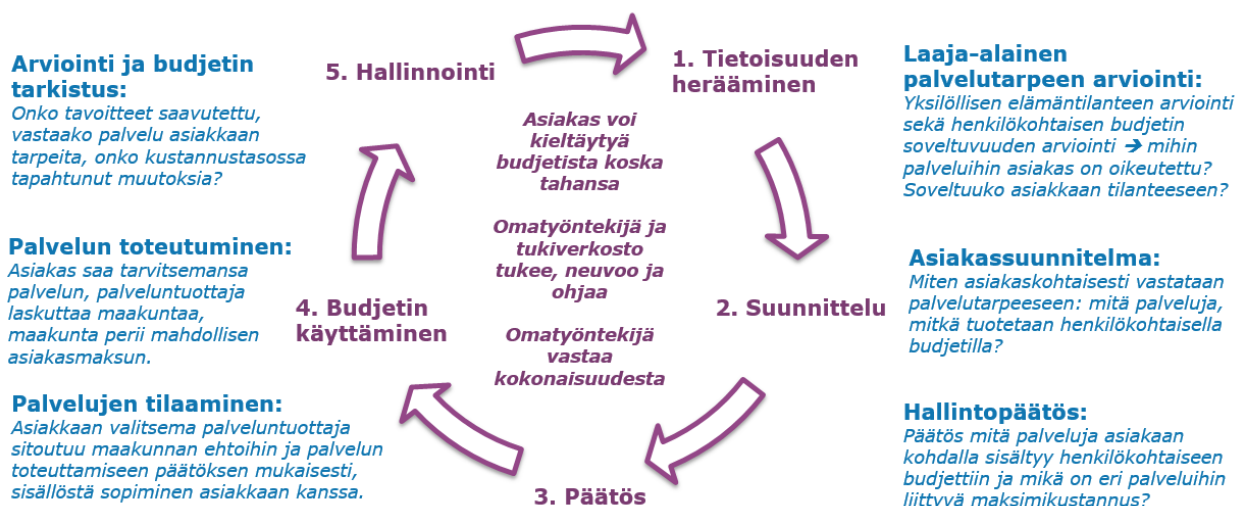 5. Hallinnointi
1. Tietoisuuden
herääminen
2. Suunnittelu
3. Päätös
4. Budjetin
käyttäminen
Asiakas voi
kieltäytyä
budjetista koska
tahansa
Omatyöntekijä ja
tukiverkosto
tukee, neuvoo ja
ohjaa
Omatyöntekijä
vastaa
kokonaisuudesta
Laaja-alainen
palvelutarpeen arviointi:
Yksilöllisen elämäntilanteen arviointi
sekä henkilökohtaisen budjetin
soveltuvuuden arviointi ➔ mihin
palveluihin asiakas on oikeutettu?
Soveltuuko asiakkaan tilanteeseen?
Asiakassuunnitelma:
Miten asiakaskohtaisesti vastataan
palvelutarpeeseen: mitä palveluja,
mitkä tuotetaan henkilökohtaisella
budjetilla?
Hallintopäätös:
Päätös mitä palveluja asiakaan
kohdalla sisältyy henkilökohtaiseen
budjettiin ja mikä on eri palveluihin
liittyvä maksimikustannus?
Palvelujen tilaaminen:
Asiakkaan valitsema palveluntuottaja
sitoutuu maakunnan ehtoihin ja palvelun
toteuttamiseen päätöksen mukaisesti,
sisällöstä sopiminen asiakkaan kanssa.
Palvelun toteutuminen:
Asiakas saa tarvitsemansa
palvelun, palveluntuottaja
laskuttaa maakuntaa,
maakunta perii mahdollisen
asiakasmaksun.
Arviointi ja budjetin
tarkistus:
Onko tavoitteet saavutettu,
vastaako palvelu asiakkaan
tarpeita, onko kustannustasossa
tapahtunut muutoksia?